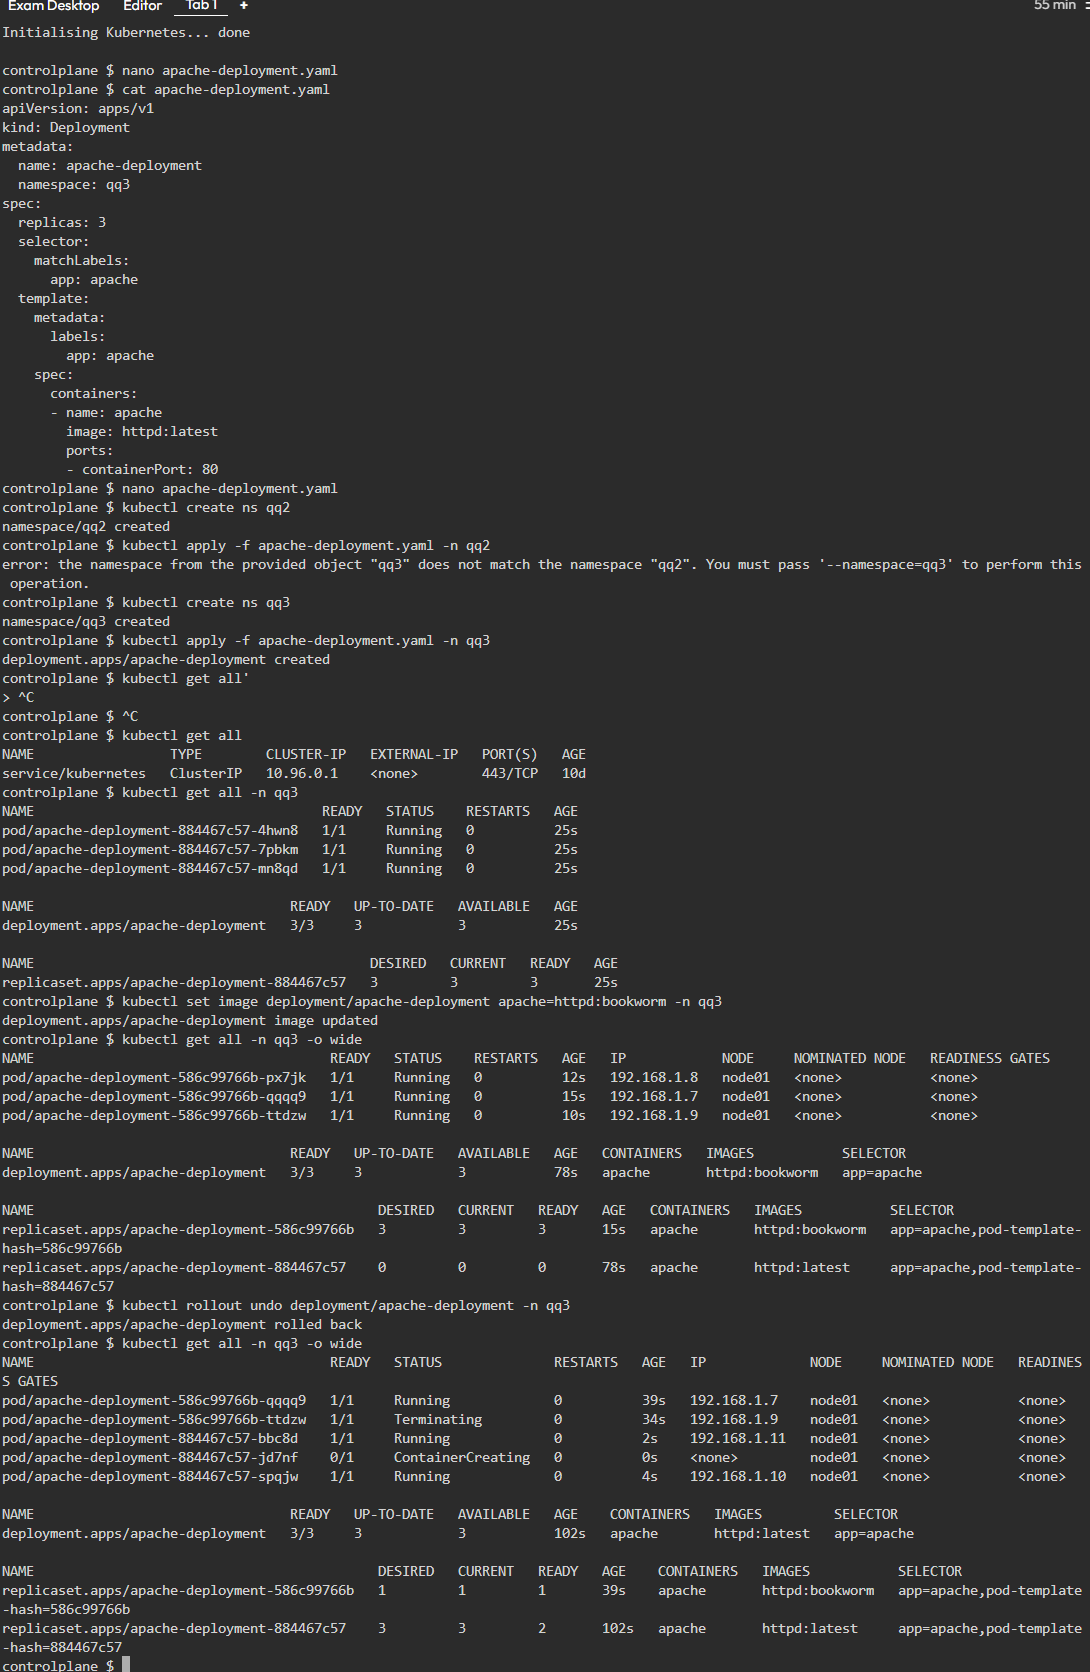 Exam Desktop Editor Tab 1 + 55 min
Initialising Kubernetes... done
controlplane $ nano apache-deployment.yaml
controlplane $ cat apache-deployment.yaml
apiVersion: apps/v1
kind: Deployment
metadata:
  name: apache-deployment
  namespace: qq3
spec:
  replicas: 3
  selector:
    matchLabels:
      app: apache
  template:
    metadata:
      labels:
        app: apache
    spec:
      containers:
      - name: apache
        image: httpd:latest
        ports:
        - containerPort: 80
controlplane $ nano apache-deployment.yaml
controlplane $ kubectl create ns qq2
namespace/qq2 created
controlplane $ kubectl apply -f apache-deployment.yaml -n qq2
error: the namespace from the provided object "qq3" does not match the namespace "qq2". You must pass '--namespace=qq3' to perform this
 operation.
controlplane $ kubectl create ns qq3
namespace/qq3 created
controlplane $ kubectl apply -f apache-deployment.yaml -n qq3
deployment.apps/apache-deployment created
controlplane $ kubectl get all'
> ^C
controlplane $ ^C
controlplane $ kubectl get all
NAME                 TYPE        CLUSTER-IP   EXTERNAL-IP   PORT(S)   AGE
service/kubernetes   ClusterIP   10.96.0.1    <none>        443/TCP   10d
controlplane $ kubectl get all -n qq3
NAME                                    READY   STATUS    RESTARTS   AGE
pod/apache-deployment-884467c57-4hwn8   1/1     Running   0          25s
pod/apache-deployment-884467c57-7pbkm   1/1     Running   0          25s
pod/apache-deployment-884467c57-mn8qd   1/1     Running   0          25s
NAME                                READY   UP-TO-DATE   AVAILABLE   AGE
deployment.apps/apache-deployment   3/3     3            3           25s
NAME                                          DESIRED   CURRENT   READY   AGE
replicaset.apps/apache-deployment-884467c57   3         3         3       25s
controlplane $ kubectl set image deployment/apache-deployment apache=httpd:bookworm -n qq3
deployment.apps/apache-deployment image updated
controlplane $ kubectl get all -n qq3 -o wide
NAME                                     READY   STATUS    RESTARTS   AGE   IP            NODE     NOMINATED NODE   READINESS GATES
pod/apache-deployment-586c99766b-px7jk   1/1     Running   0          12s   192.168.1.8   node01   <none>           <none>
pod/apache-deployment-586c99766b-qqqq9   1/1     Running   0          15s   192.168.1.7   node01   <none>           <none>
pod/apache-deployment-586c99766b-ttdzw   1/1     Running   0          10s   192.168.1.9   node01   <none>           <none>
NAME                                READY   UP-TO-DATE   AVAILABLE   AGE   CONTAINERS   IMAGES           SELECTOR
deployment.apps/apache-deployment   3/3     3            3           78s   apache       httpd:bookworm   app=apache
NAME                                           DESIRED   CURRENT   READY   AGE   CONTAINERS   IMAGES           SELECTOR
replicaset.apps/apache-deployment-586c99766b   3         3         3       15s   apache       httpd:bookworm   app=apache,pod-template-
hash=586c99766b
replicaset.apps/apache-deployment-884467c57    0         0         0       78s   apache       httpd:latest     app=apache,pod-template-
hash=884467c57
controlplane $ kubectl rollout undo deployment/apache-deployment -n qq3
deployment.apps/apache-deployment rolled back
controlplane $ kubectl get all -n qq3 -o wide
NAME                                     READY   STATUS              RESTARTS   AGE   IP             NODE     NOMINATED NODE   READINES
S GATES
pod/apache-deployment-586c99766b-qqqq9   1/1     Running             0          39s   192.168.1.7    node01   <none>           <none>
pod/apache-deployment-586c99766b-ttdzw   1/1     Terminating         0          34s   192.168.1.9    node01   <none>           <none>
pod/apache-deployment-884467c57-bbc8d    1/1     Running             0          2s    192.168.1.11   node01   <none>           <none>
pod/apache-deployment-884467c57-jd7nf    0/1     ContainerCreating   0          0s    <none>         node01   <none>           <none>
pod/apache-deployment-884467c57-spqjw    1/1     Running             0          4s    192.168.1.10   node01   <none>           <none>
NAME                                READY   UP-TO-DATE   AVAILABLE   AGE    CONTAINERS   IMAGES         SELECTOR
deployment.apps/apache-deployment   3/3     3            3           102s   apache       httpd:latest   app=apache
NAME                                           DESIRED   CURRENT   READY   AGE    CONTAINERS   IMAGES           SELECTOR
replicaset.apps/apache-deployment-586c99766b   1         1         1       39s    apache       httpd:bookworm   app=apache,pod-template
-hash=586c99766b
replicaset.apps/apache-deployment-884467c57    3         3         2       102s   apache       httpd:latest     app=apache,pod-template
-hash=884467c57
controlplane $